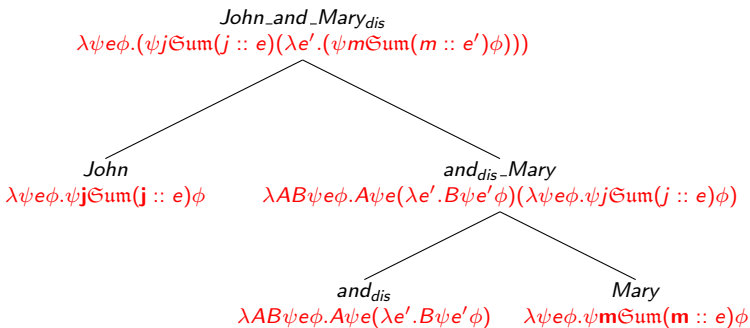 John_and_Mary_dis
λψeϕ.(ψj𝔖um(j :: e)(λe′.(ψm𝔖um(m :: e′)ϕ)))
John
and_dis_Mary
λψeϕ.ψ𝐣𝔖um(𝐣 :: e)ϕ
λABψeϕ.Aψe(λe′.Bψe′ϕ)(λψeϕ.ψj𝔖um(j :: e)ϕ)
and_dis
Mary
λABψeϕ.Aψe(λe′.Bψe′ϕ)
λψeϕ.ψ𝐦𝔖um(𝐦 :: e)ϕ